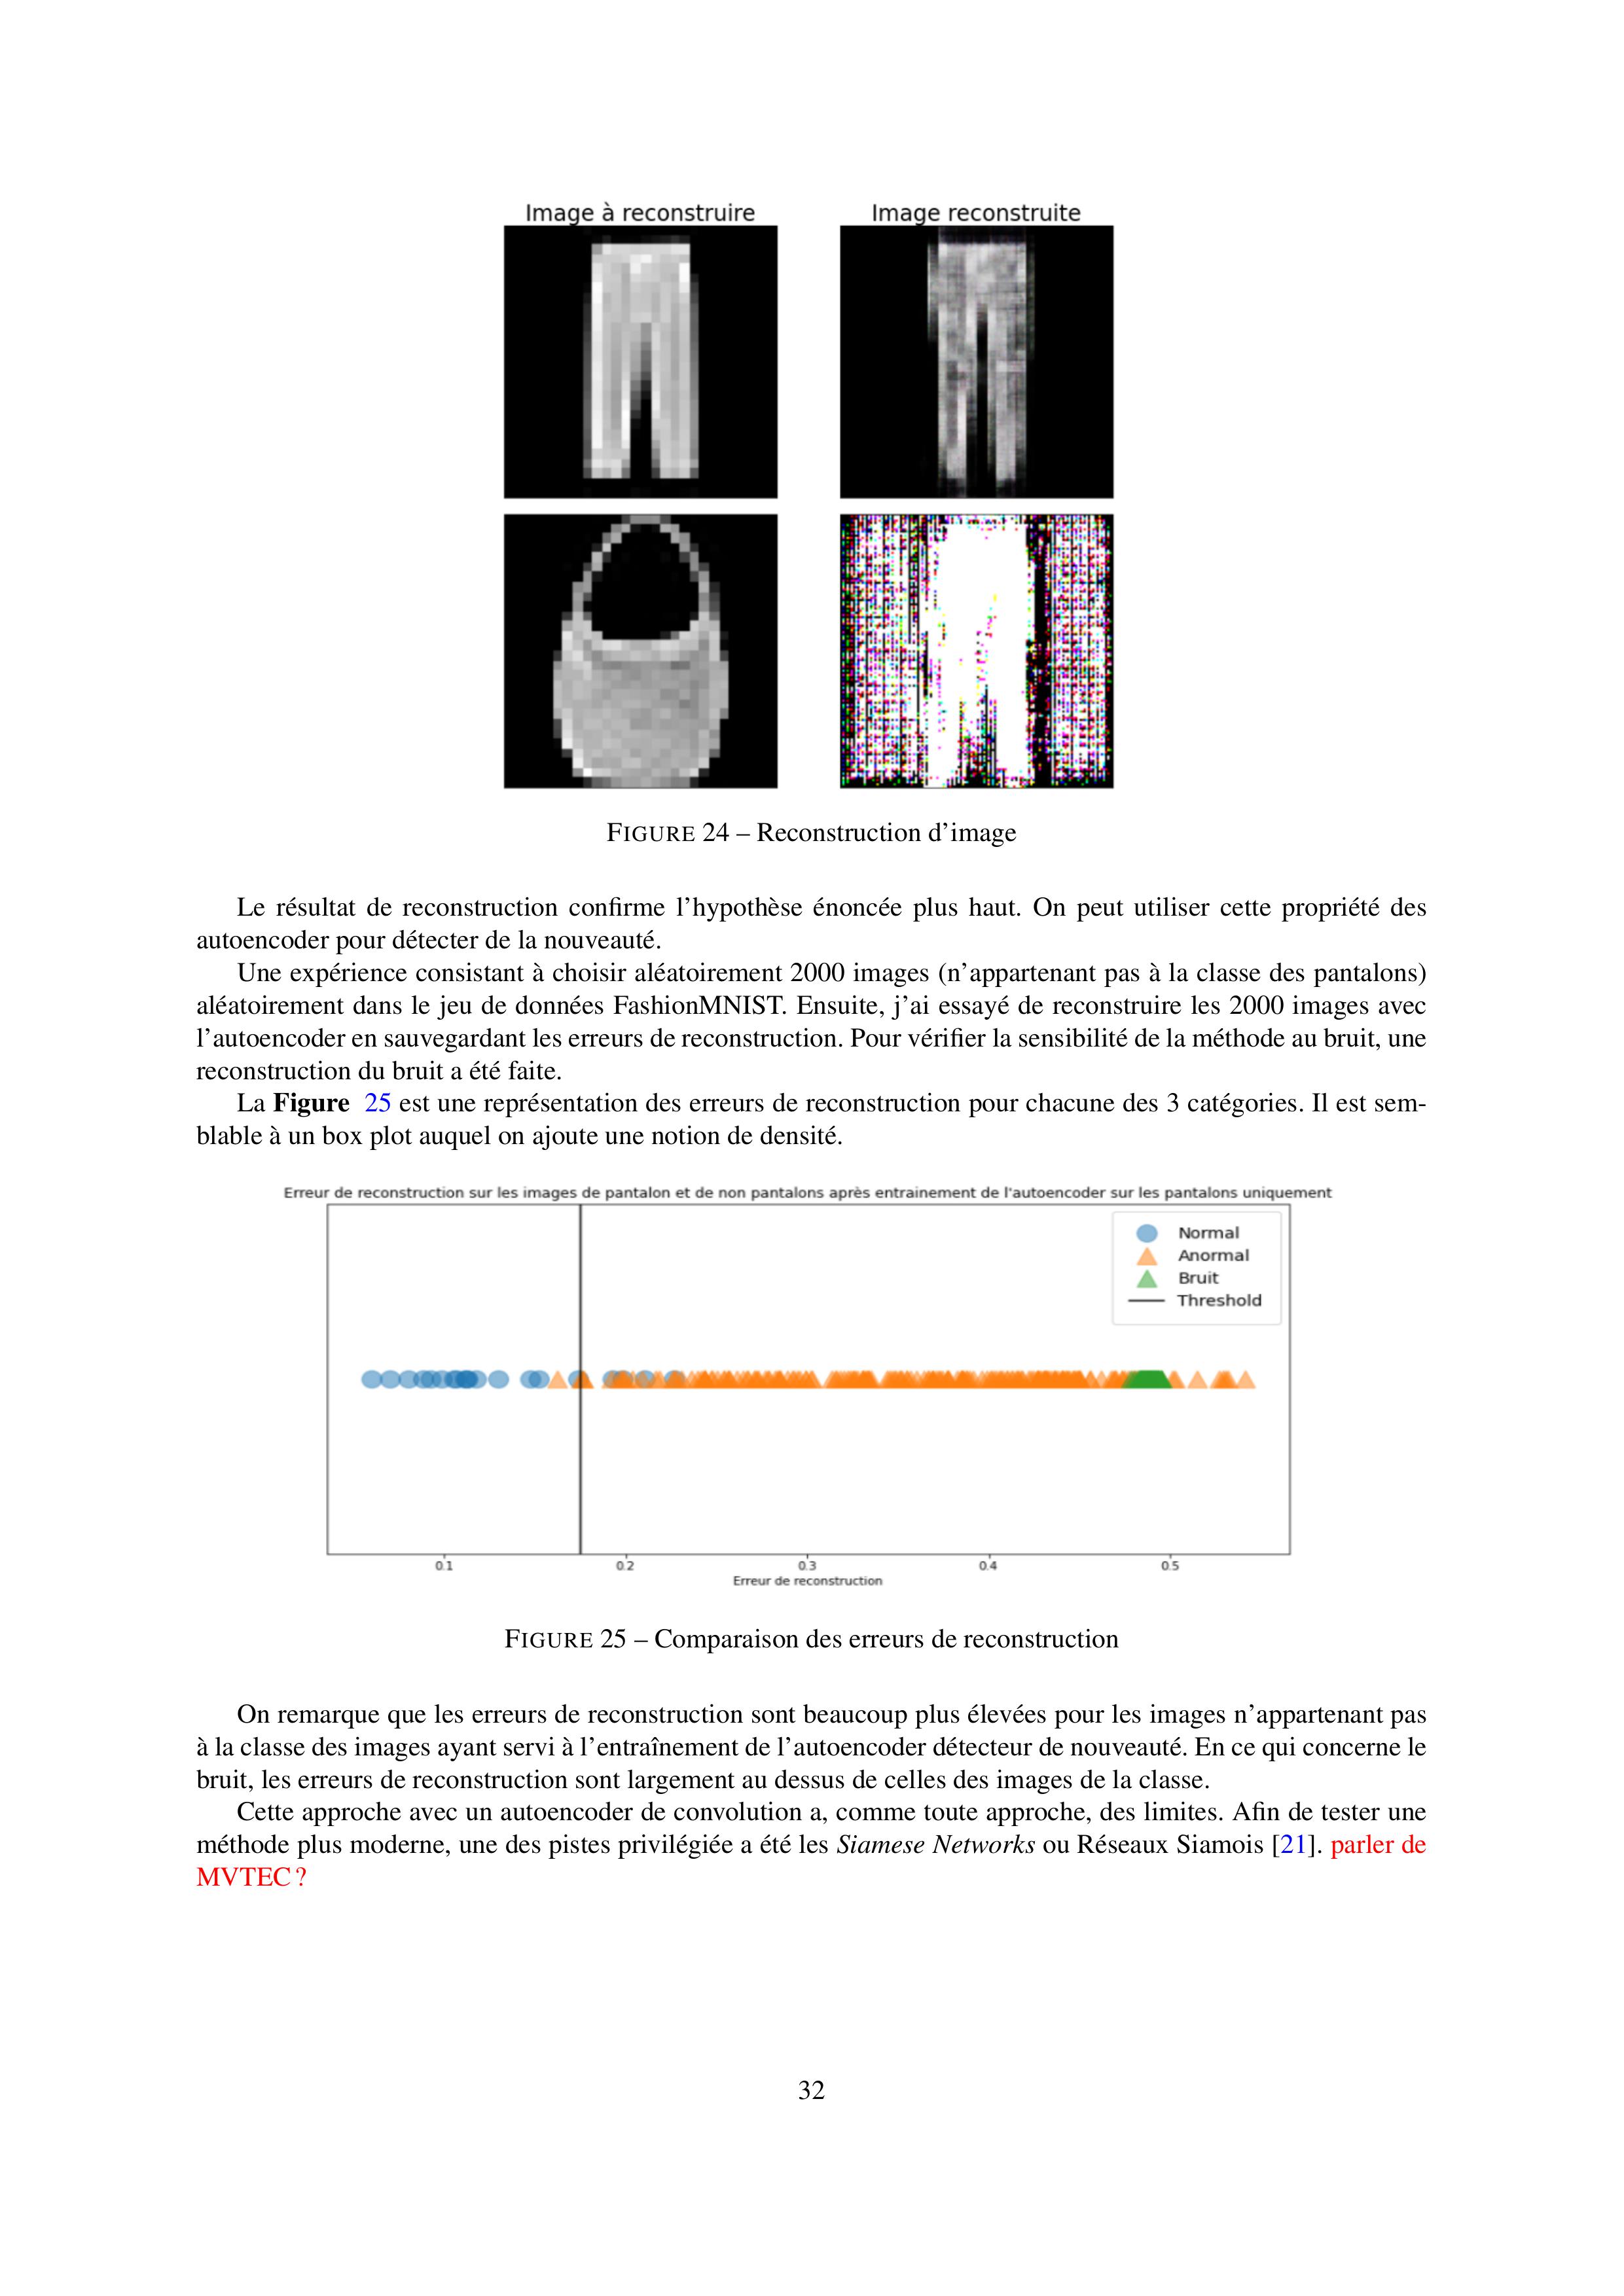 Image à reconstruire Image reconstruite
FIGURE 24 – Reconstruction d'image
Le résultat de reconstruction confirme l'hypothèse énoncée plus haut. On peut utiliser cette propriété des
autoencoder pour détecter de la nouveauté.
Une expérience consistant à choisir aléatoirement 2000 images (n'appartenant pas à la classe des pantalons)
aléatoirement dans le jeu de données FashionMNIST. Ensuite, j'ai essayé de reconstruire les 2000 images avec
l'autoencoder en sauvegardant les erreurs de reconstruction. Pour vérifier la sensibilité de la méthode au bruit, une
reconstruction du bruit a été faite.
La Figure 25 est une représentation des erreurs de reconstruction pour chacune des 3 catégories. Il est sem-
blable à un box plot auquel on ajoute une notion de densité.
Erreur de reconstruction sur les images de pantalon et de non pantalons après entrainement de l'autoencoder sur les pantalons uniquement
Normal
Anormal
Bruit
Threshold
0.1 0.2 0.3 0.4 0.5
Erreur de reconstruction
FIGURE 25 – Comparaison des erreurs de reconstruction
On remarque que les erreurs de reconstruction sont beaucoup plus élevées pour les images n'appartenant pas
à la classe des images ayant servi à l'entraînement de l'autoencoder détecteur de nouveauté. En ce qui concerne le
bruit, les erreurs de reconstruction sont largement au dessus de celles des images de la classe.
Cette approche avec un autoencoder de convolution a, comme toute approche, des limites. Afin de tester une
méthode plus moderne, une des pistes privilégiée a été les Siamese Networks ou Réseaux Siamois [21]. parler de
MVTEC ?
32